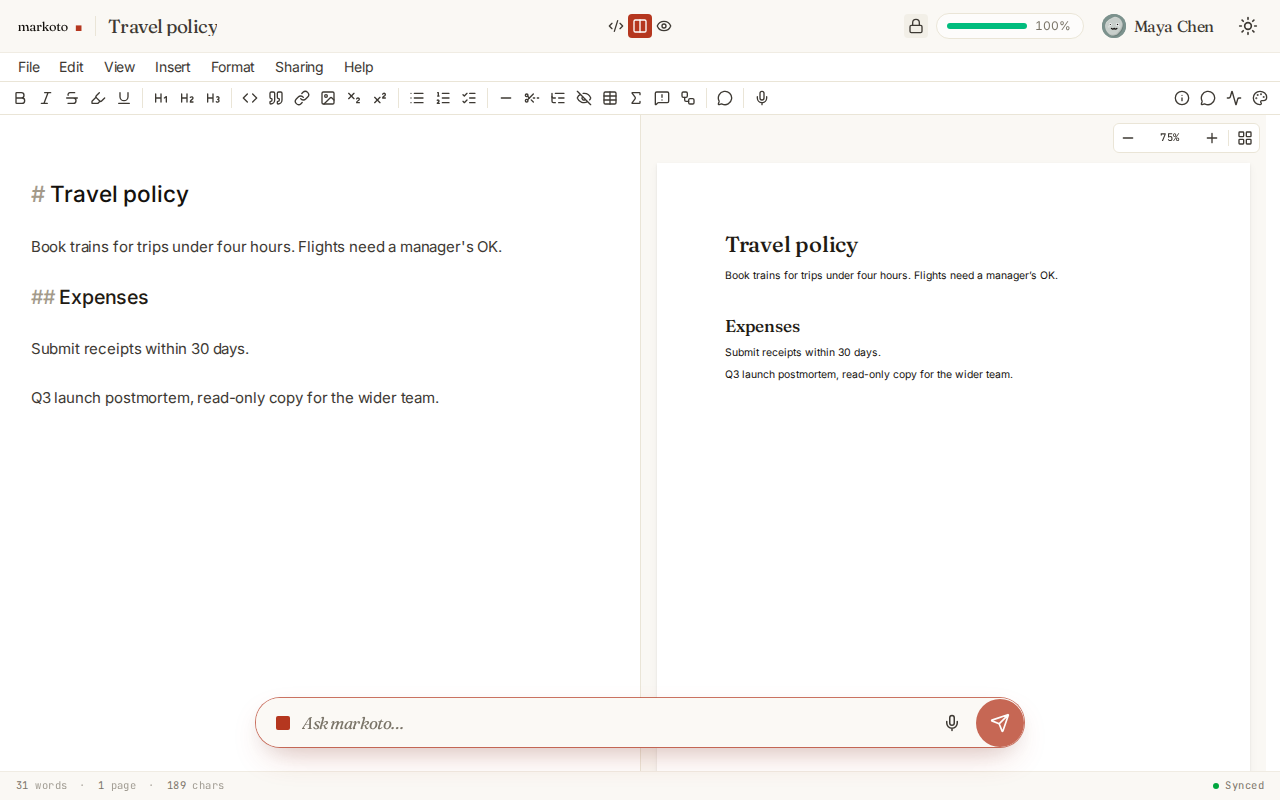 markoto
Travel policy
100%
Maya Chen
File Edit View Insert Format Sharing Help
H1 H2 H3
75%
# Travel policy
Book trains for trips under four hours. Flights need a manager's OK.
## Expenses
Submit receipts within 30 days.
Q3 launch postmortem, read-only copy for the wider team.
Travel policy
Book trains for trips under four hours. Flights need a manager's OK.
Expenses
Submit receipts within 30 days.
Q3 launch postmortem, read-only copy for the wider team.
Ask markoto...
31 words · 1 page · 189 chars
Synced